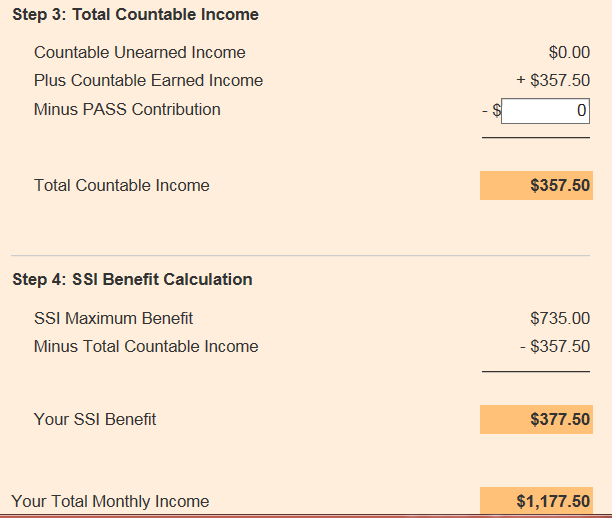 Step 3: Total Countable Income
Countable Unearned Income $0.00
Plus Countable Earned Income + $357.50
Minus PASS Contribution - $ 0
Total Countable Income $357.50
Step 4: SSI Benefit Calculation
SSI Maximum Benefit $735.00
Minus Total Countable Income - $357.50
Your SSI Benefit $377.50
Your Total Monthly Income $1,177.50